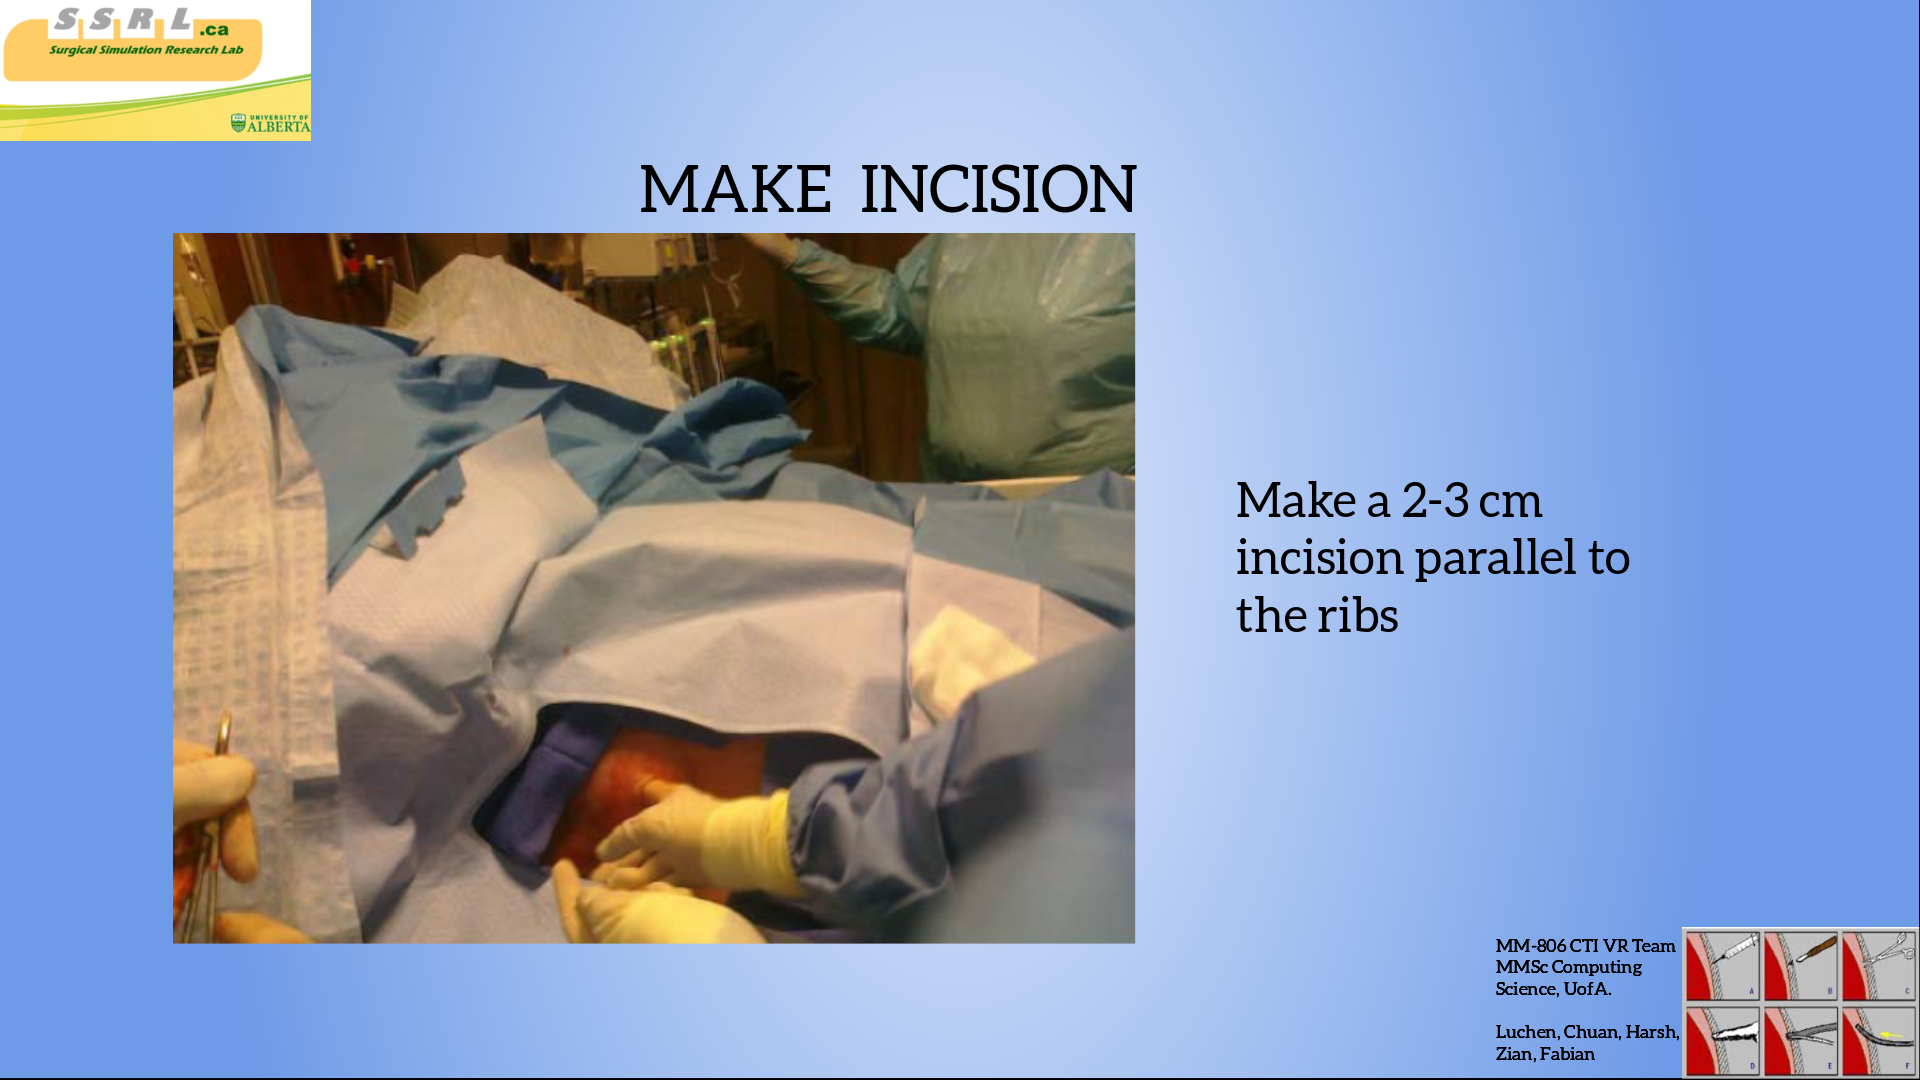 S S R L .ca
Surgical Simulation Research Lab
UNIVERSITY OF
ALBERTA
MAKE INCISION
Make a 2-3 cm
incision parallel to
the ribs
MM-806 CTI VR Team
MMSc Computing
Science, UofA.
Luchen, Chuan, Harsh,
Zian, Fabian
A
B
C
D
E
F